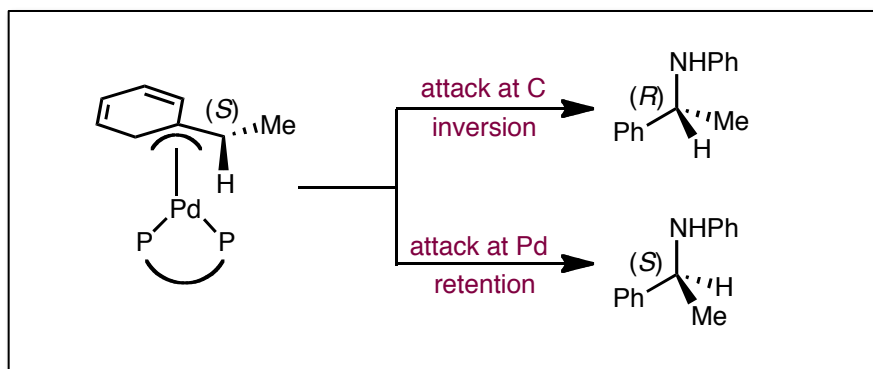 (S)
Me
H
Pd
P P
attack at C
inversion
NHPh
(R)
Ph
Me
H
attack at Pd
retention
NHPh
(S)
Ph
H
Me